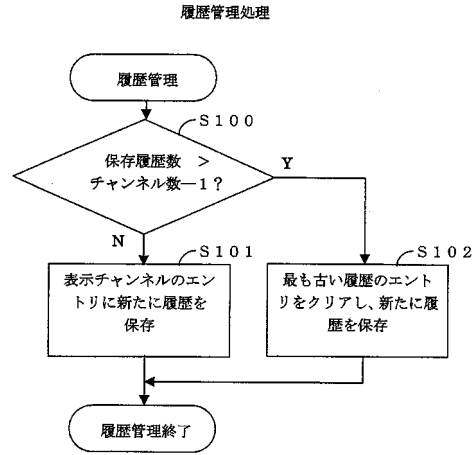 履歴管理処理
履歴管理
S100
保存履歴数 >
チャンネル数―1?
Y
N
S101
S102
表示チャンネルのエン
トリに新たに履歴を
保存
最も古い履歴のエント
リをクリアし、新たに履
歴を保存
履歴管理終了